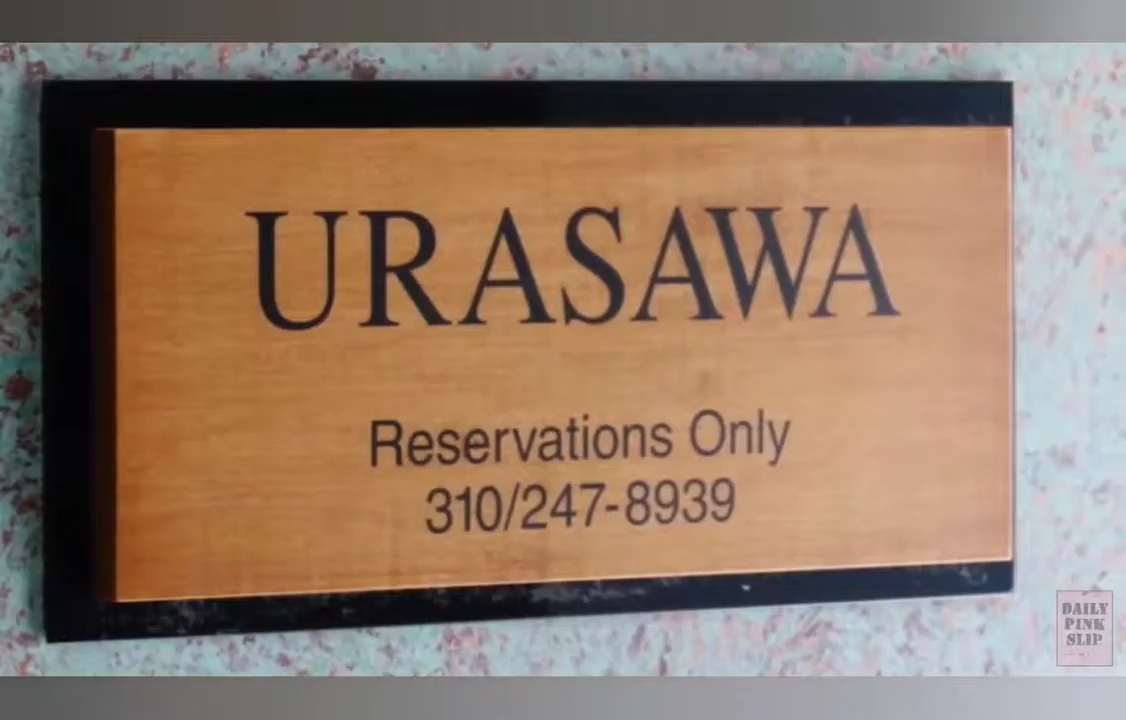 URASAWA
Reservations Only
310/247-8939
DAILY
PINK
SLIP